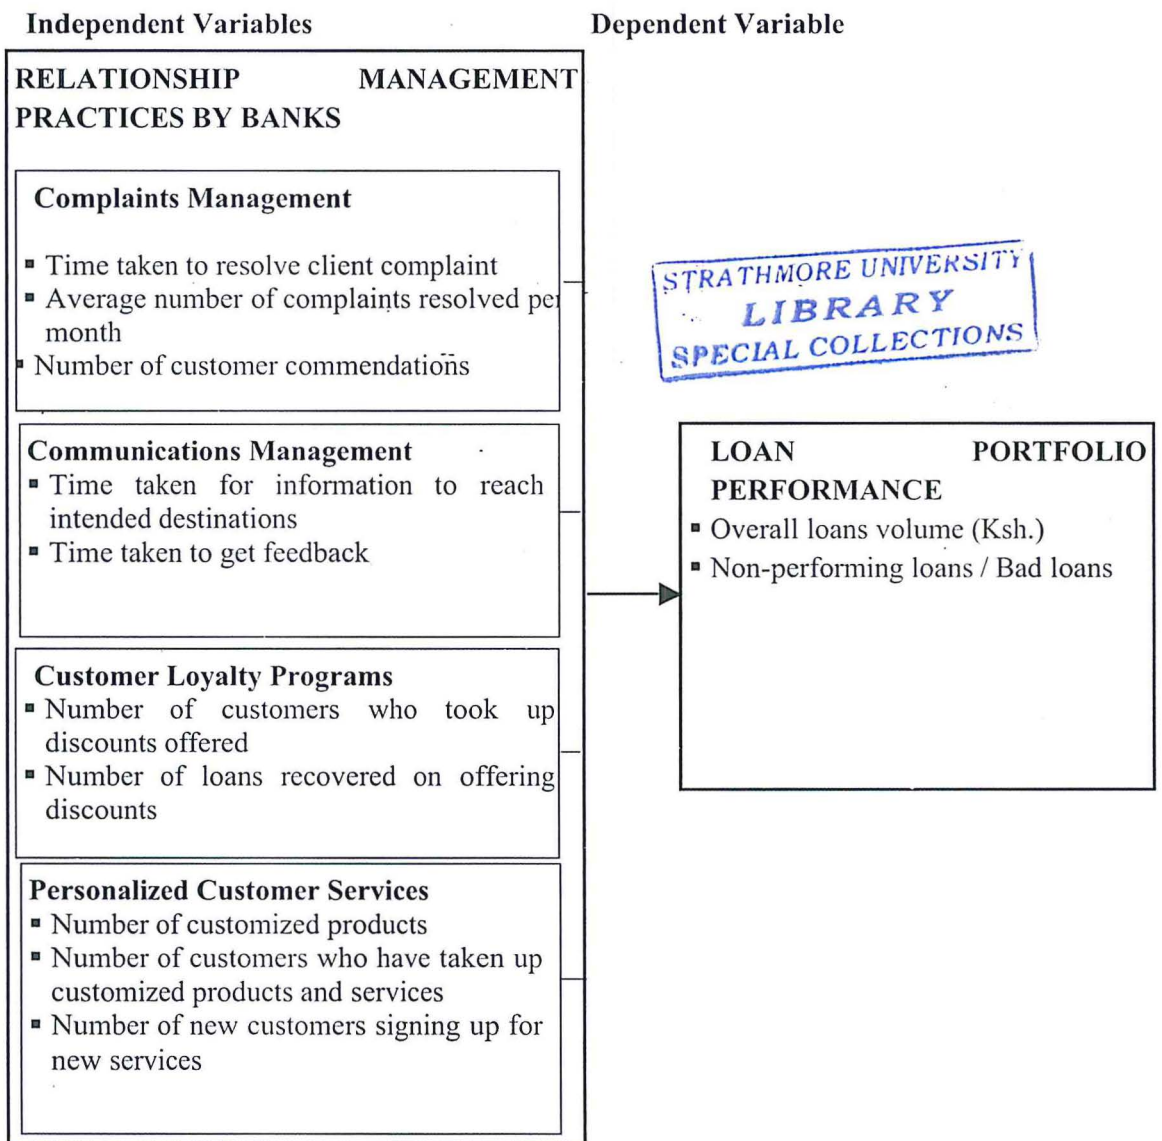 Independent Variables
Dependent Variable
RELATIONSHIP MANAGEMENT
PRACTICES BY BANKS
Complaints Management
▪ Time taken to resolve client complaint
▪ Average number of complaints resolved per
month
▪ Number of customer commendations
Communications Management
▪ Time taken for information to reach
intended destinations
▪ Time taken to get feedback
Customer Loyalty Programs
▪ Number of customers who took up
discounts offered
▪ Number of loans recovered on offering
discounts
Personalized Customer Services
▪ Number of customized products
▪ Number of customers who have taken up
customized products and services
▪ Number of new customers signing up for
new services
STRATHMORE UNIVERSITY
LIBRARY
SPECIAL COLLECTIONS
LOAN PORTFOLIO
PERFORMANCE
▪ Overall loans volume (Ksh.)
▪ Non-performing loans / Bad loans